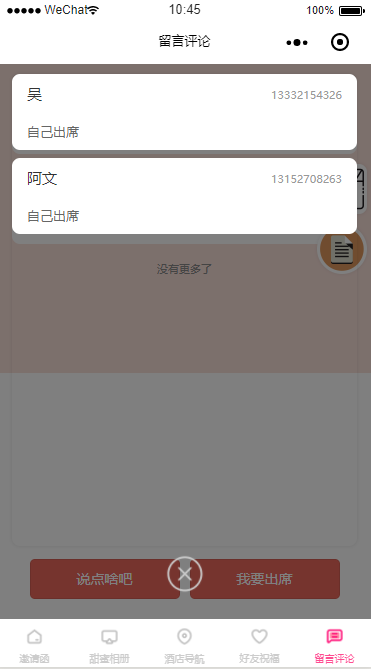 WeChat 10:45 100%
留言评论
吴 13332154326
自己出席
阿文 13152708263
自己出席
没有更多了
说点啥吧 我要出席
邀请函 甜蜜相册 酒店导航 好友祝福 留言评论